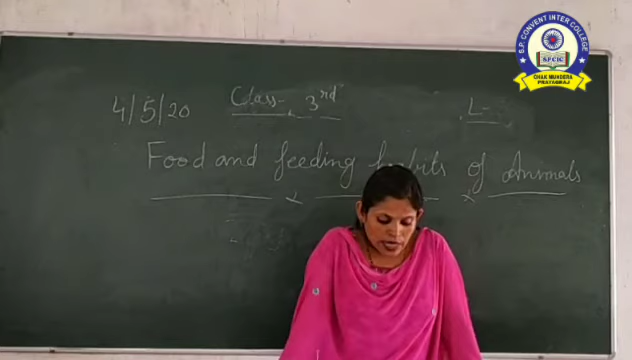 S.P. CONVENT INTER COLLEGE
SPCIC
CHAK MUNDERA
PRAYAGRAJ
4/5/20 Class- 3rd L-
Food and feeding habits of Animals